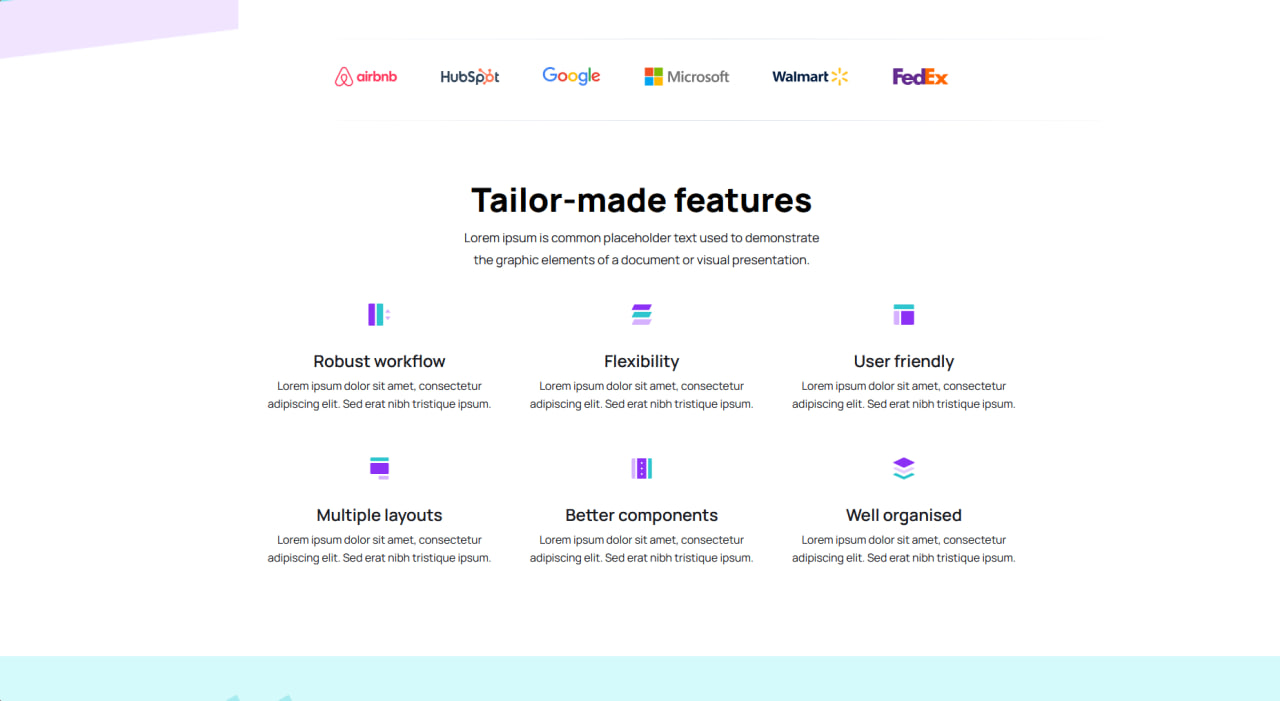 airbnb HubSpot Google Microsoft Walmart FedEx
Tailor-made features
Lorem ipsum is common placeholder text used to demonstrate
the graphic elements of a document or visual presentation.
Robust workflow
Lorem ipsum dolor sit amet, consectetur
adipiscing elit. Sed erat nibh tristique ipsum.
Flexibility
Lorem ipsum dolor sit amet, consectetur
adipiscing elit. Sed erat nibh tristique ipsum.
User friendly
Lorem ipsum dolor sit amet, consectetur
adipiscing elit. Sed erat nibh tristique ipsum.
Multiple layouts
Lorem ipsum dolor sit amet, consectetur
adipiscing elit. Sed erat nibh tristique ipsum.
Better components
Lorem ipsum dolor sit amet, consectetur
adipiscing elit. Sed erat nibh tristique ipsum.
Well organised
Lorem ipsum dolor sit amet, consectetur
adipiscing elit. Sed erat nibh tristique ipsum.